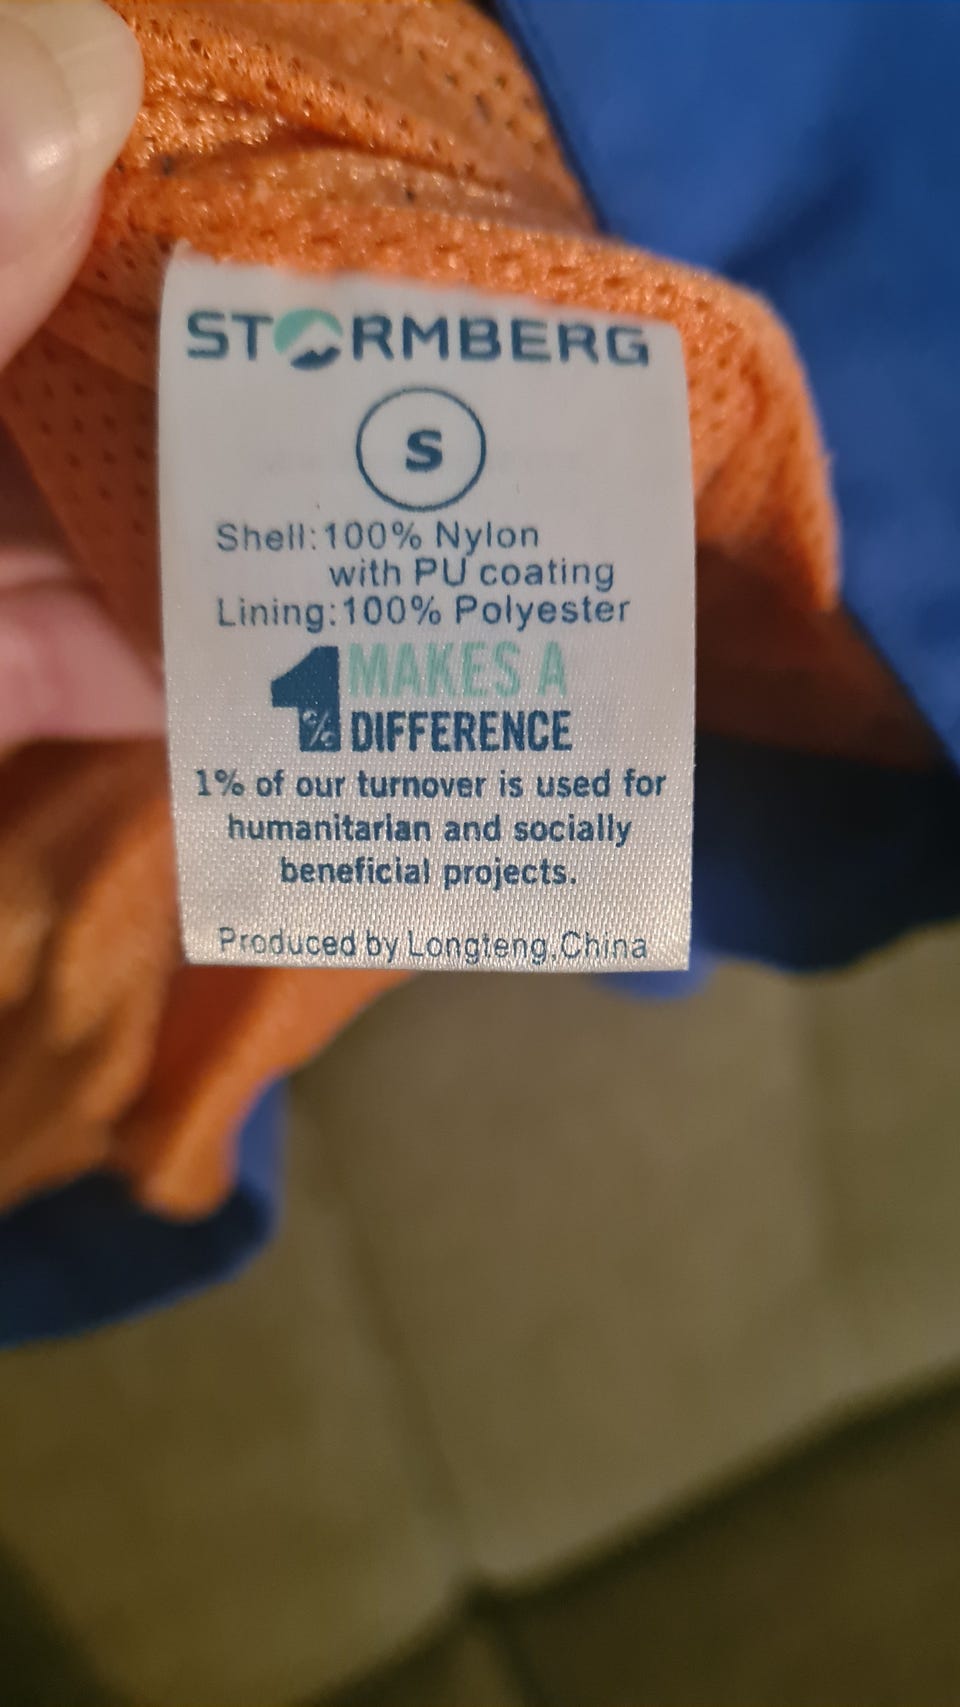 STORMBERG
S
Shell:100% Nylon
with PU coating
Lining:100% Polyester
1% MAKES A
DIFFERENCE
1% of our turnover is used for
humanitarian and socially
beneficial projects.
Produced by Longteng,China